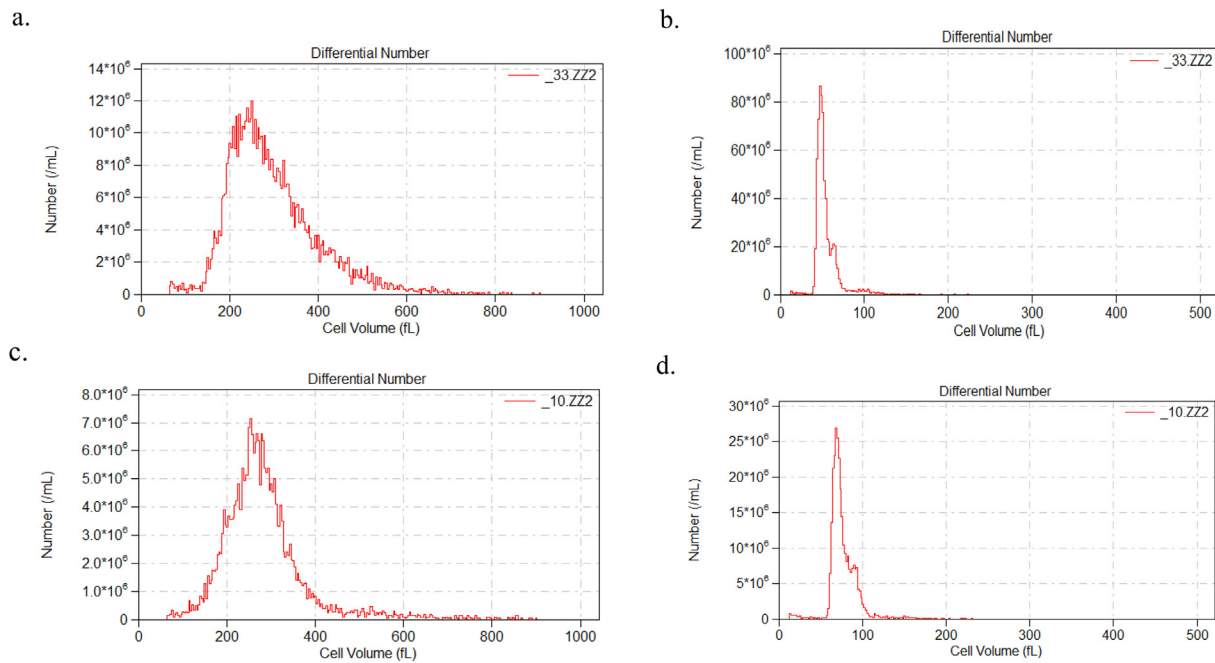 a.
Differential Number
_33.ZZ2
Number (/mL)
14*10⁶
12*10⁶
10*10⁶
8*10⁶
6*10⁶
4*10⁶
2*10⁶
0
0 200 400 600 800 1000
Cell Volume (fL)
b.
Differential Number
_33.ZZ2
Number (/mL)
100*10⁶
80*10⁶
60*10⁶
40*10⁶
20*10⁶
0
0 100 200 300 400 500
Cell Volume (fL)
c.
Differential Number
_10.ZZ2
Number (/mL)
8.0*10⁶
7.0*10⁶
6.0*10⁶
5.0*10⁶
4.0*10⁶
3.0*10⁶
2.0*10⁶
1.0*10⁶
0
0 200 400 600 800 1000
Cell Volume (fL)
d.
Differential Number
_10.ZZ2
Number (/mL)
30*10⁶
25*10⁶
20*10⁶
15*10⁶
10*10⁶
5*10⁶
0
0 100 200 300 400 500
Cell Volume (fL)